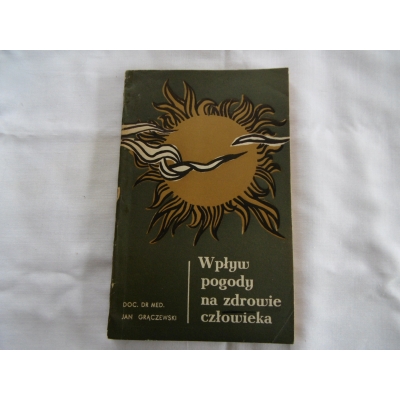 Wpływ
pogody
na zdrowie
człowieka
DOC. DR MED.
JAN GRĄCZEWSKI